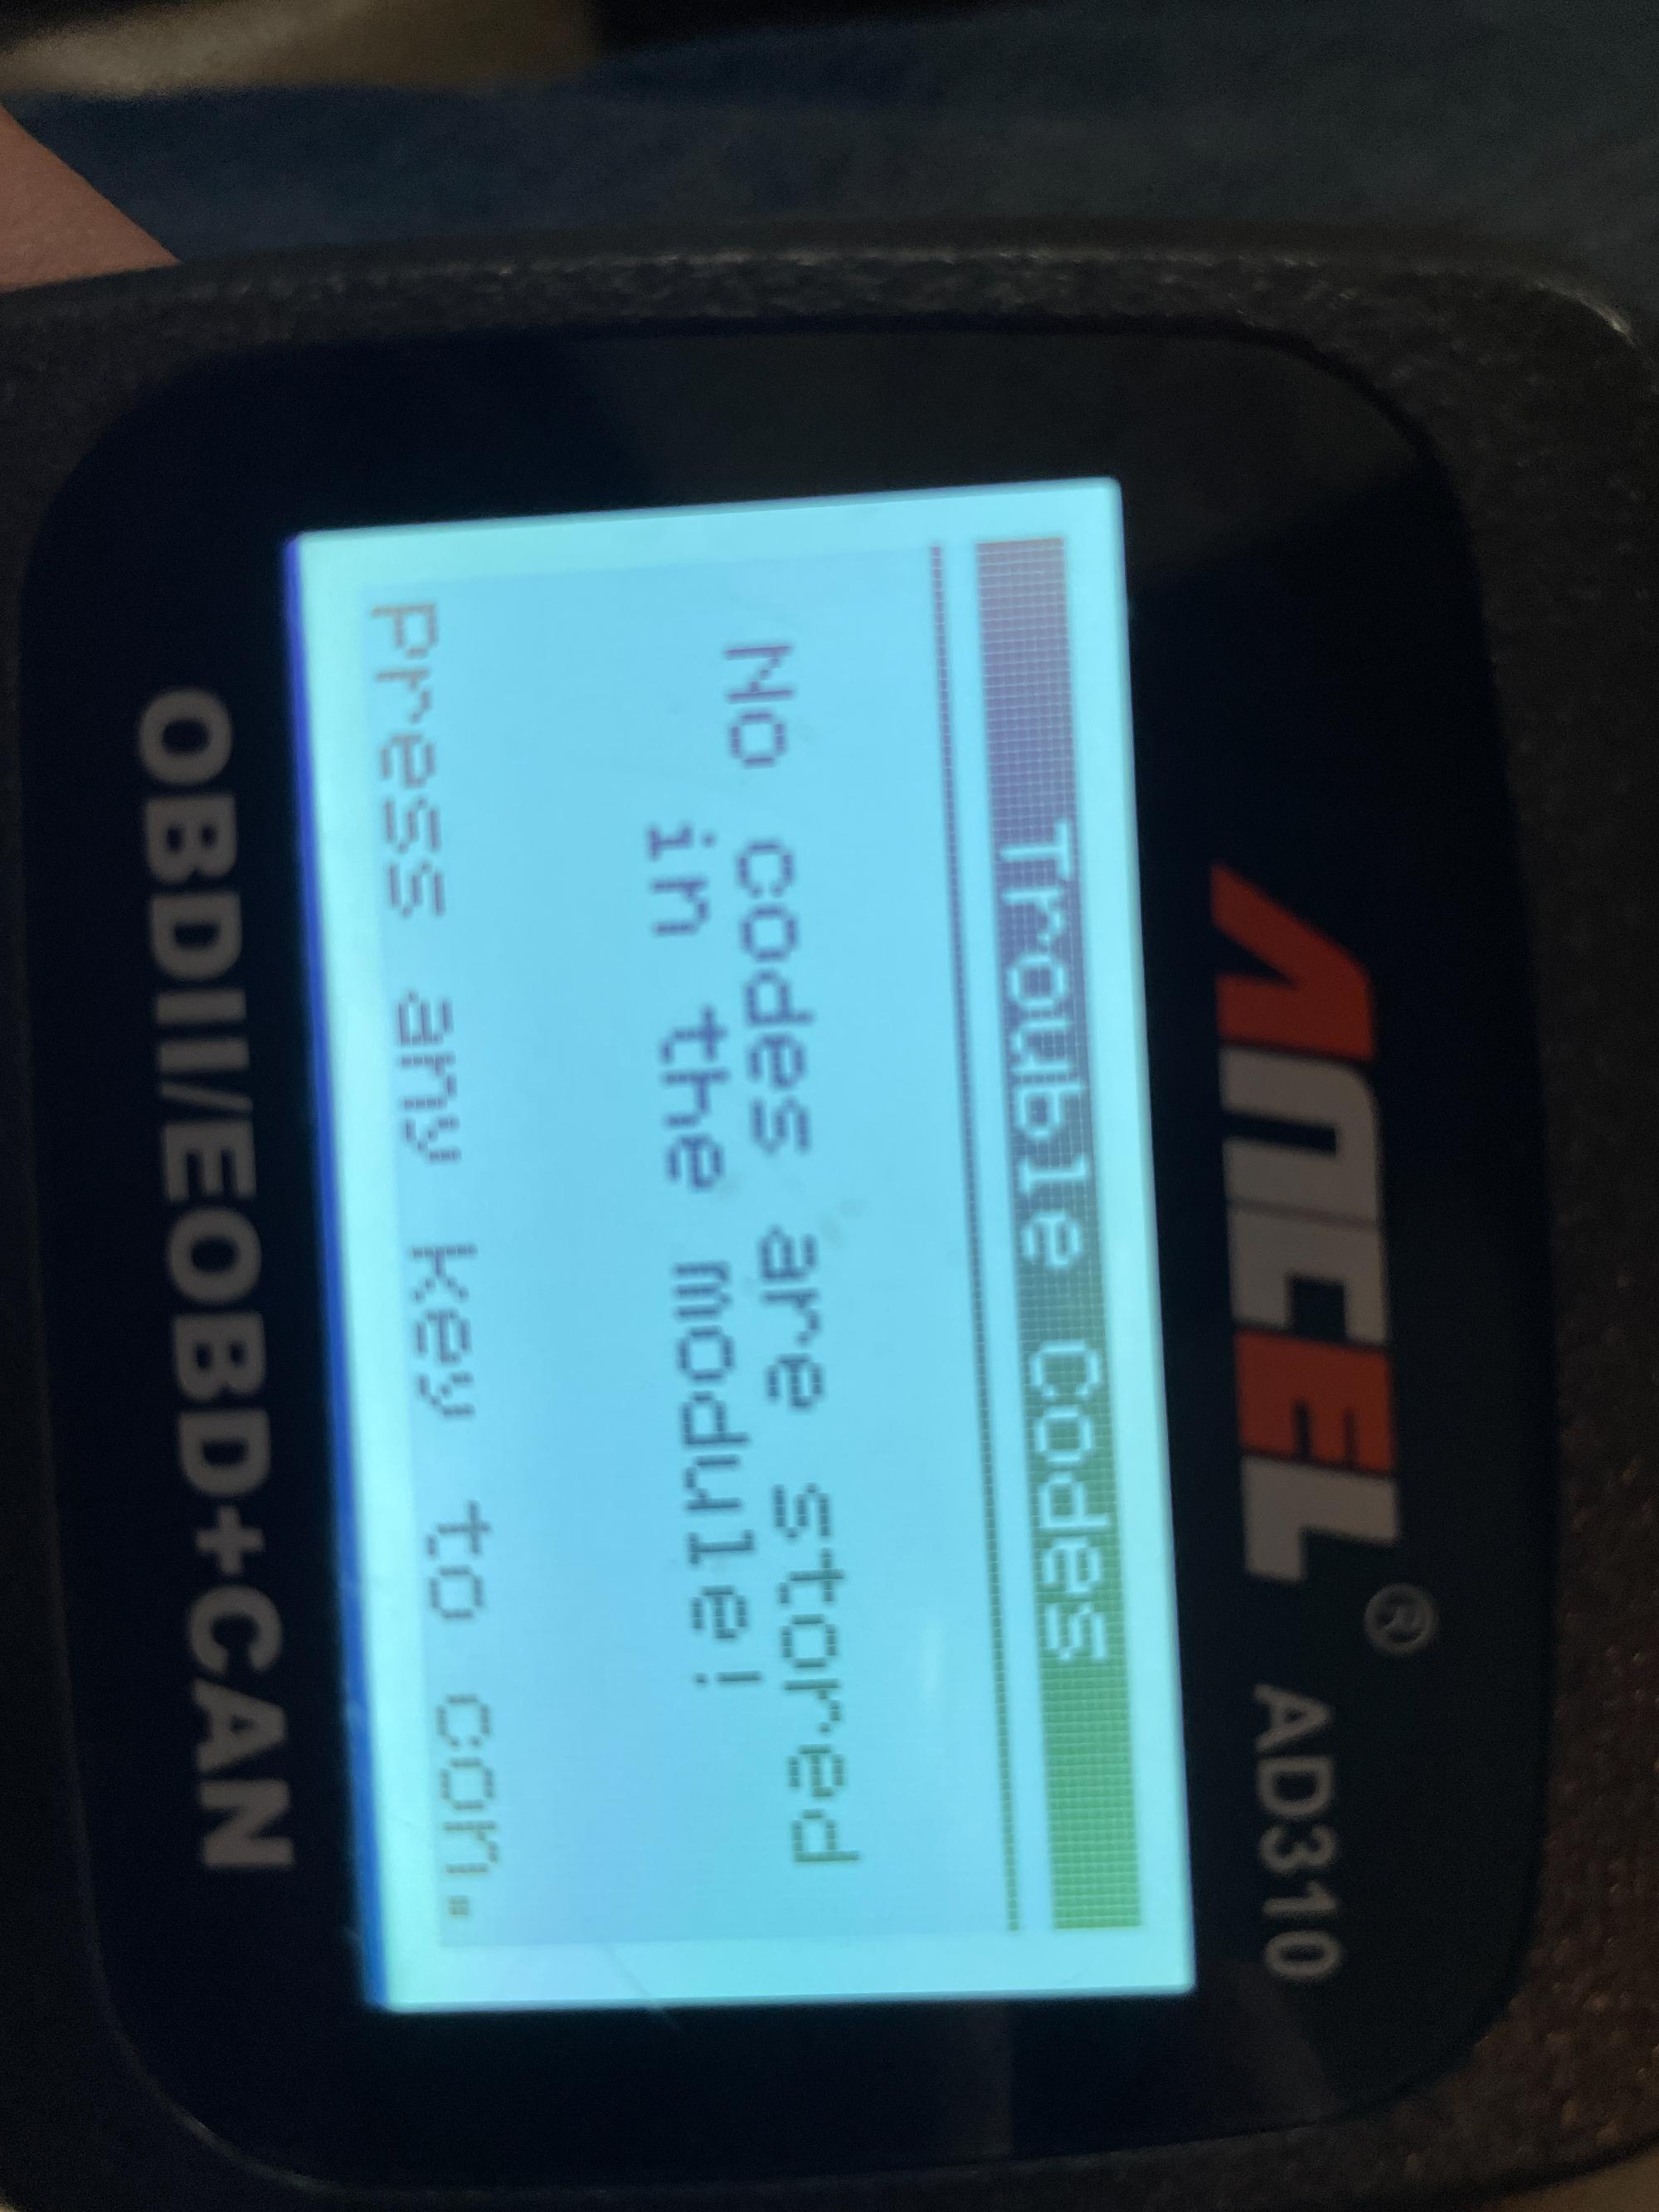 ANCEL® AD310
Trouble Codes
No codes are stored
in the module!
Press any key to con.
OBDII/EOBD+CAN